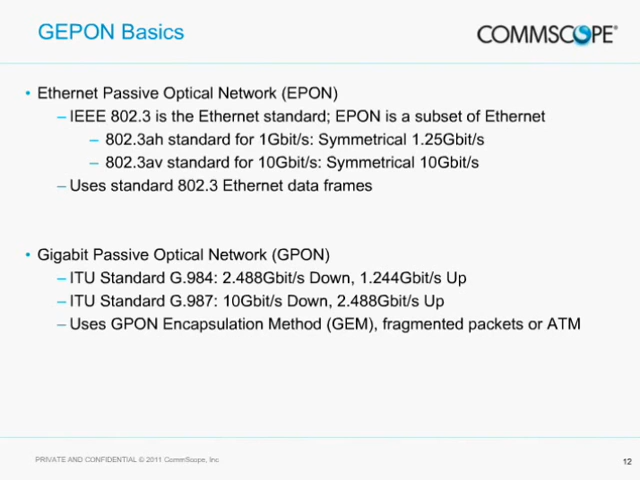 GEPON Basics
COMMSCOPE®
• Ethernet Passive Optical Network (EPON)
– IEEE 802.3 is the Ethernet standard; EPON is a subset of Ethernet
– 802.3ah standard for 1Gbit/s: Symmetrical 1.25Gbit/s
– 802.3av standard for 10Gbit/s: Symmetrical 10Gbit/s
– Uses standard 802.3 Ethernet data frames
• Gigabit Passive Optical Network (GPON)
– ITU Standard G.984: 2.488Gbit/s Down, 1.244Gbit/s Up
– ITU Standard G.987: 10Gbit/s Down, 2.488Gbit/s Up
– Uses GPON Encapsulation Method (GEM), fragmented packets or ATM
PRIVATE AND CONFIDENTIAL © 2011 CommScope, Inc
12